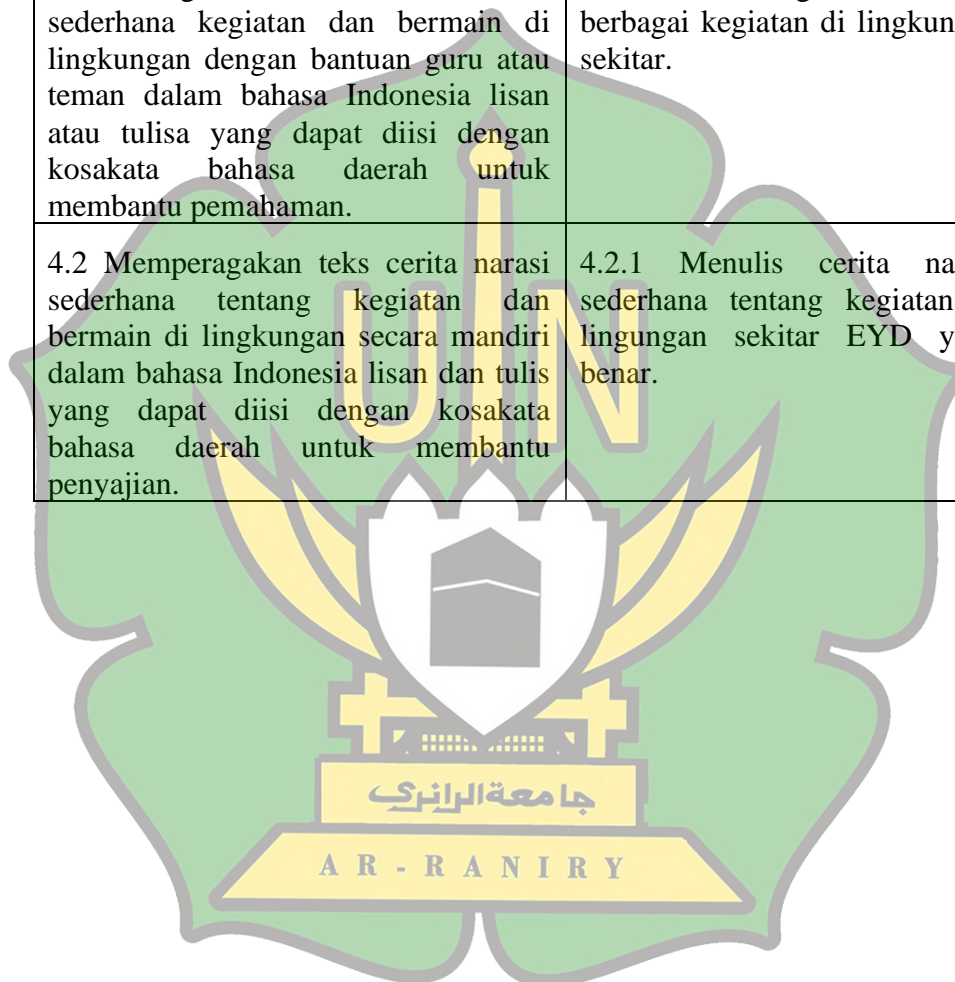 sederhana kegiatan dan bermain di
lingkungan dengan bantuan guru atau
teman dalam bahasa Indonesia lisan
atau tulisa yang dapat diisi dengan
kosakata bahasa daerah untuk
membantu pemahaman.
berbagai kegiatan di lingkun
sekitar.
4.2 Memperagakan teks cerita narasi
sederhana tentang kegiatan dan
bermain di lingkungan secara mandiri
dalam bahasa Indonesia lisan dan tulis
yang dapat diisi dengan kosakata
bahasa daerah untuk membantu
penyajian.
4.2.1 Menulis cerita na
sederhana tentang kegiatan
lingungan sekitar EYD y
benar.
UIN
جامعة الرانري
AR-RANIRY